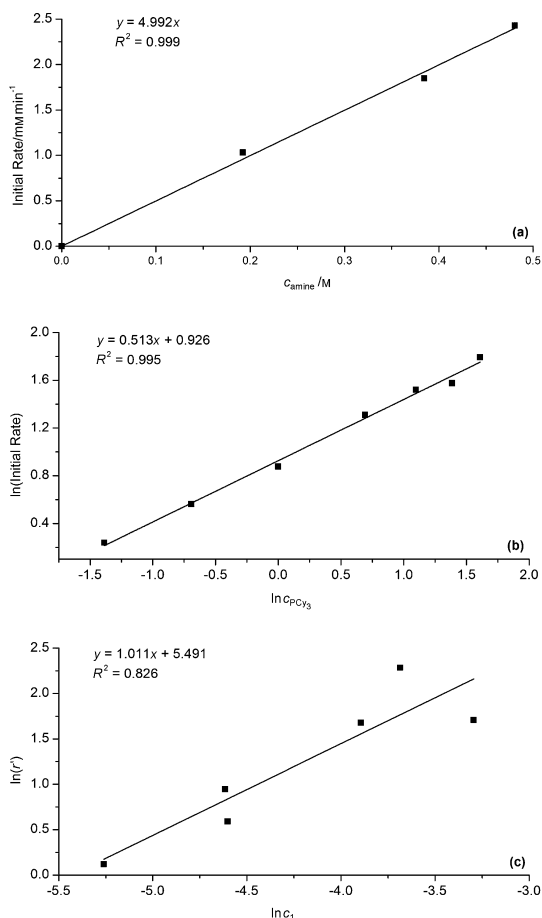 y = 4.992x
R² = 0.999
2.5
2.0
1.5
1.0
0.5
0.0
Initial Rate/mM min⁻¹
0.0
0.1
0.2
0.3
0.4
0.5
c_amine /M
(a)
y = 0.513x + 0.926
R² = 0.995
2.0
1.6
1.2
0.8
0.4
ln(Initial Rate)
-1.5
-1.0
-0.5
0.0
0.5
1.0
1.5
2.0
ln c_PCy₃
(b)
y = 1.011x + 5.491
R² = 0.826
2.5
2.0
1.5
1.0
0.5
0.0
ln(r')
-5.5
-5.0
-4.5
-4.0
-3.5
-3.0
ln c₁
(c)